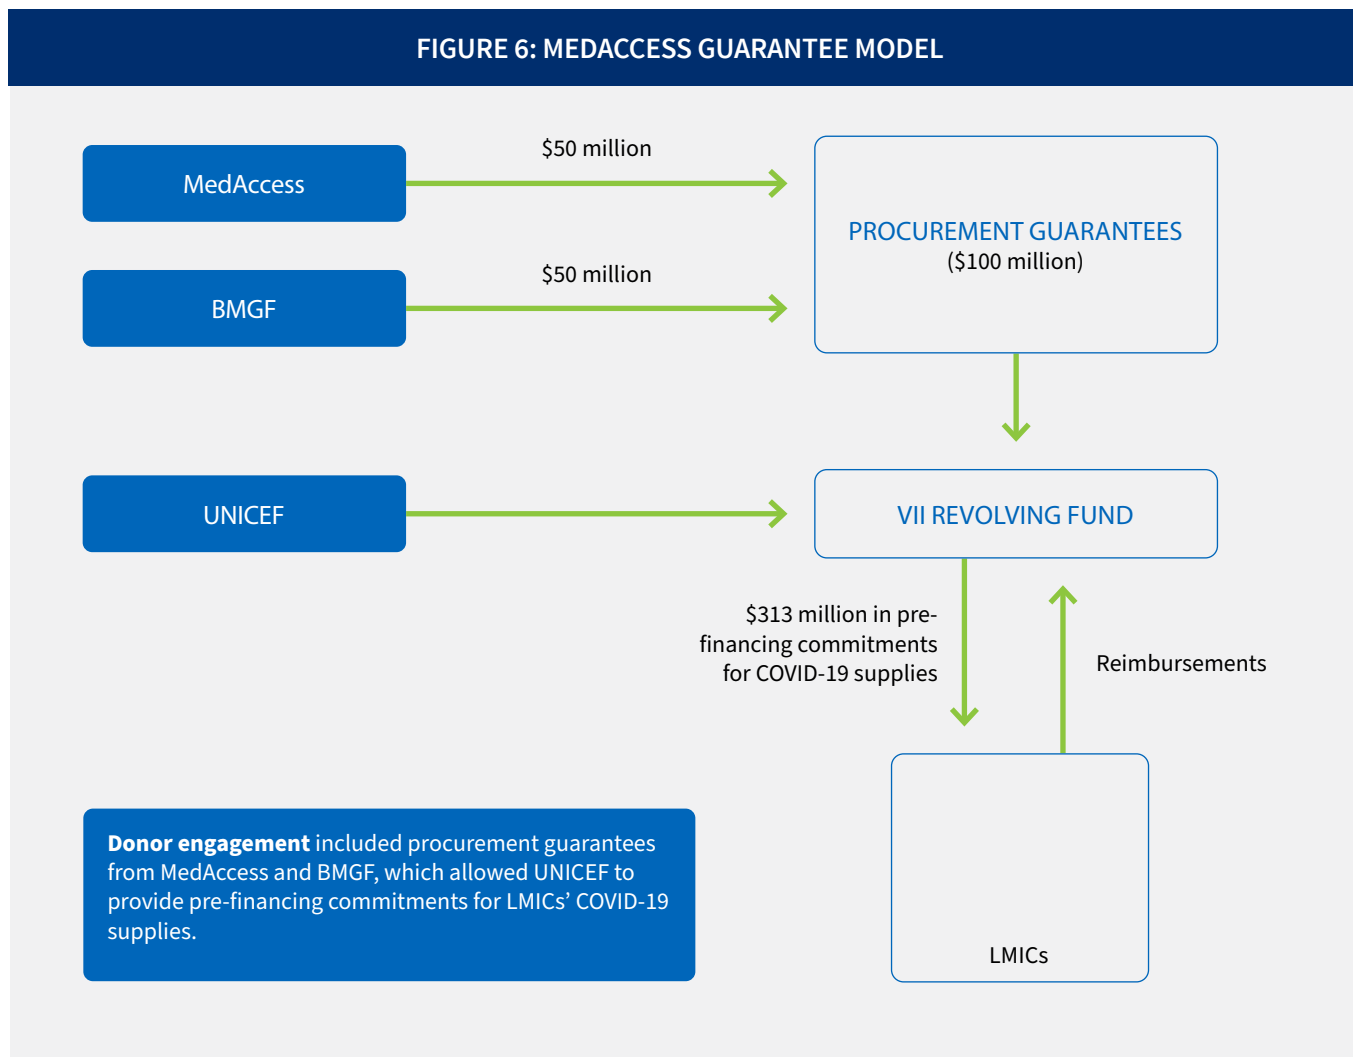 FIGURE 6: MEDACCESS GUARANTEE MODEL
MedAccess
$50 million
PROCUREMENT GUARANTEES
($100 million)
BMGF
$50 million
UNICEF
VII REVOLVING FUND
$313 million in pre-
financing commitments
for COVID-19 supplies
Reimbursements
Donor engagement included procurement guarantees
from MedAccess and BMGF, which allowed UNICEF to
provide pre-financing commitments for LMICs’ COVID-19
supplies.
LMICs